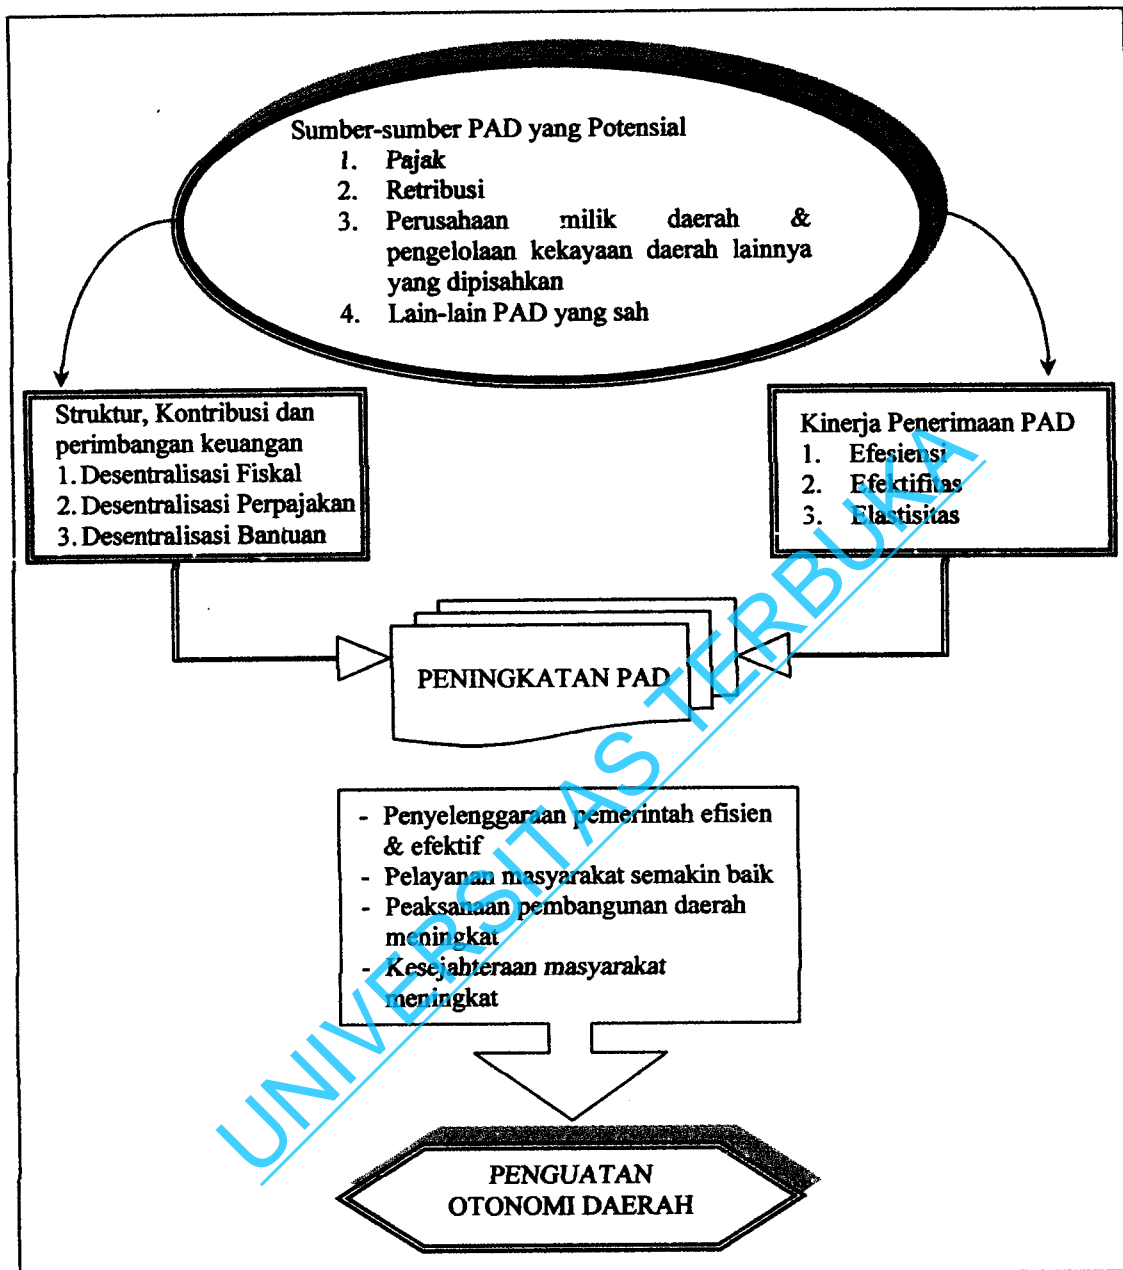 Sumber-sumber PAD yang Potensial
1. Pajak
2. Retribusi
3. Perusahaan milik daerah &
pengelolaan kekayaan daerah lainnya
yang dipisahkan
4. Lain-lain PAD yang sah
Struktur, Kontribusi dan
perimbangan keuangan
1. Desentralisasi Fiskal
2. Desentralisasi Perpajakan
3. Desentralisasi Bantuan
Kinerja Penerimaan PAD
1. Efesiensi
2. Efektifitas
3. Elastisitas
PENINGKATAN PAD
- Penyelenggaraan pemerintah efisien
& efektif
- Pelayanan masyarakat semakin baik
- Peaksanaan pembangunan daerah
meningkat
- Kesejahteraan masyarakat
meningkat
PENGUATAN
OTONOMI DAERAH
UNIVERSITAS TERBUKA